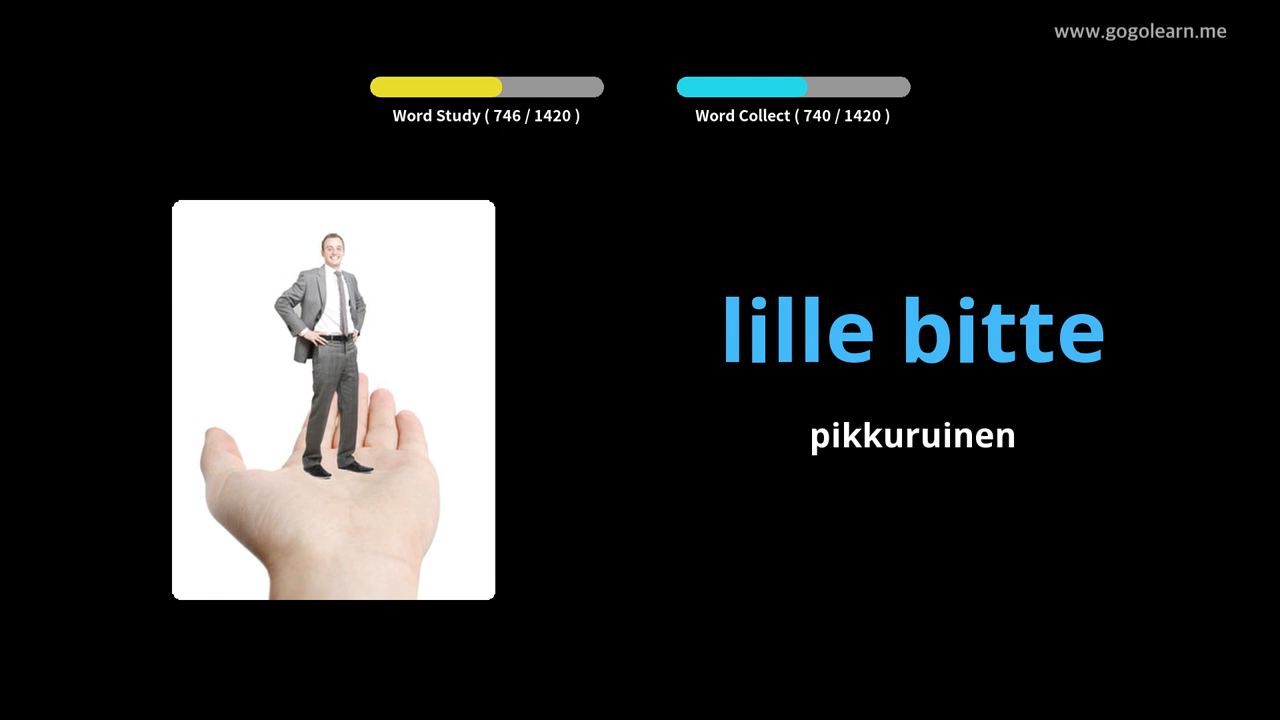 www.gogolearn.me
Word Study ( 746 / 1420 )
Word Collect ( 740 / 1420 )
lille bitte
pikkuruinen